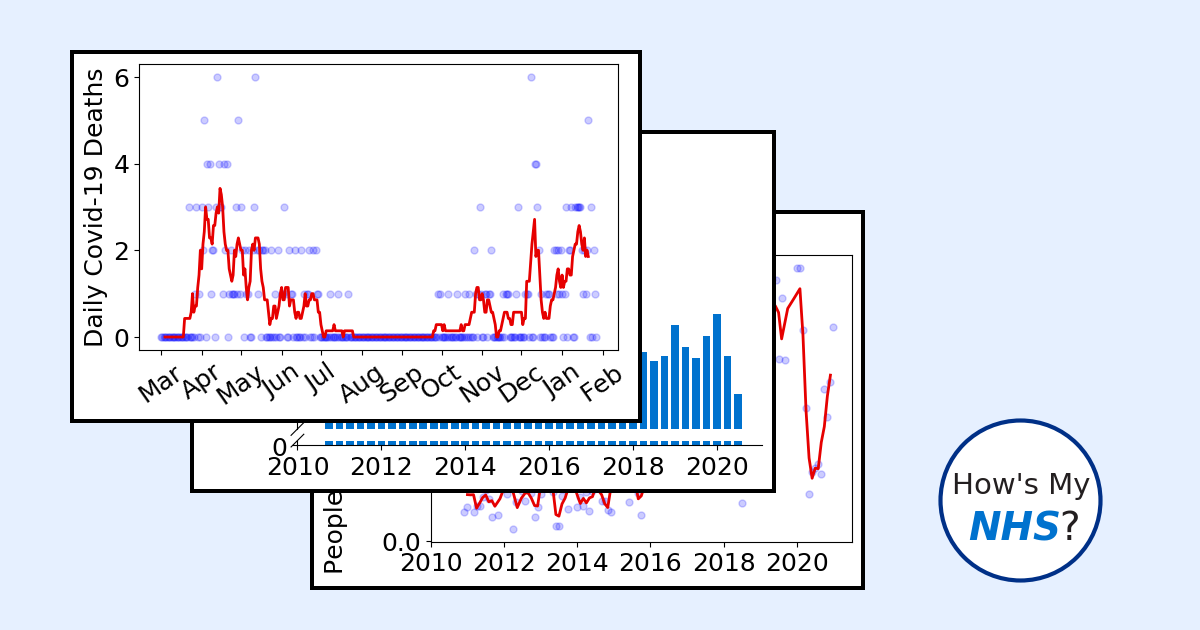 Daily Covid-19 Deaths
6
4
2
0
Mar Apr May Jun Jul Aug Sep Oct Nov Dec Jan Feb
0
2010 2012 2014 2016 2018 2020
People
0.0
2010 2012 2014 2016 2018 2020
How's My
NHS?